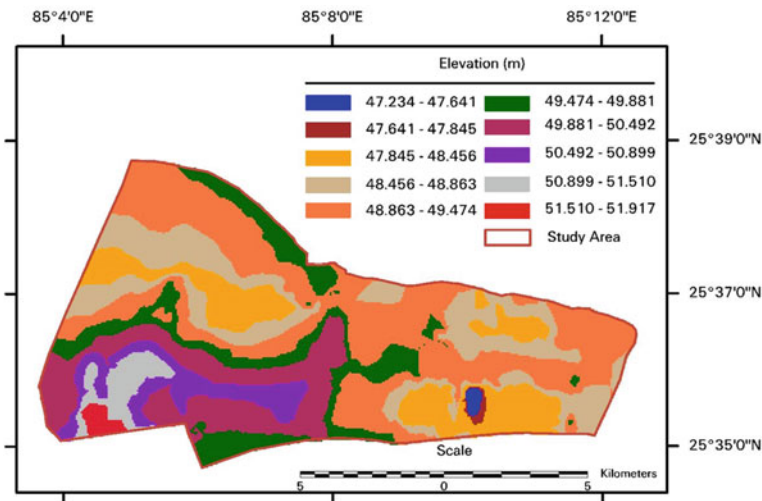 85°4'0"E 85°8'0"E 85°12'0"E
Elevation (m)
47.234 - 47.641 49.474 - 49.881
47.641 - 47.845 49.881 - 50.492
47.845 - 48.456 50.492 - 50.899
48.456 - 48.863 50.899 - 51.510
48.863 - 49.474 51.510 - 51.917
Study Area
25°39'0"N
25°37'0"N
25°35'0"N
Scale
Kilometers
5 0 5